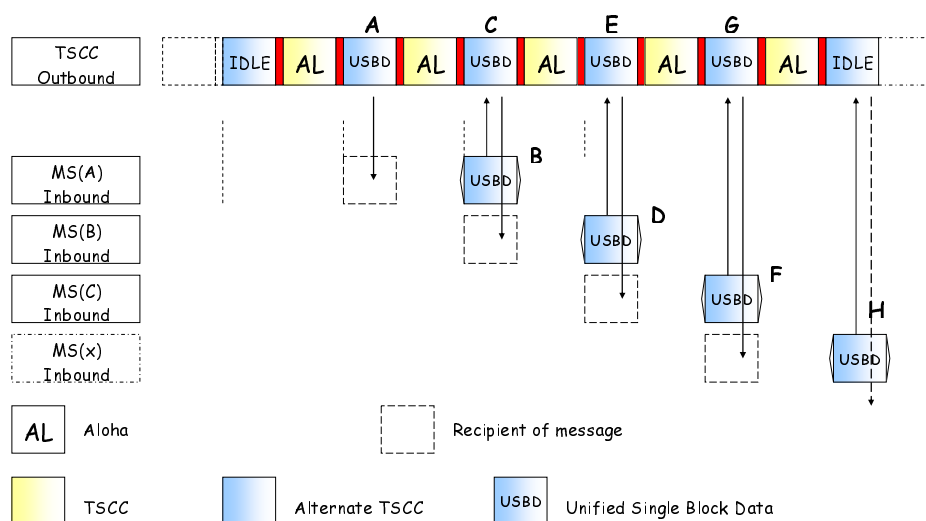 A C E G
TSCC
Outbound
IDLE AL USBD AL USBD AL USBD AL USBD AL IDLE
MS(A)
Inbound
USBD B
MS(B)
Inbound
USBD D
MS(C)
Inbound
USBD F
MS(x)
Inbound
USBD H
AL Aloha
Recipient of message
TSCC
Alternate TSCC
USBD Unified Single Block Data